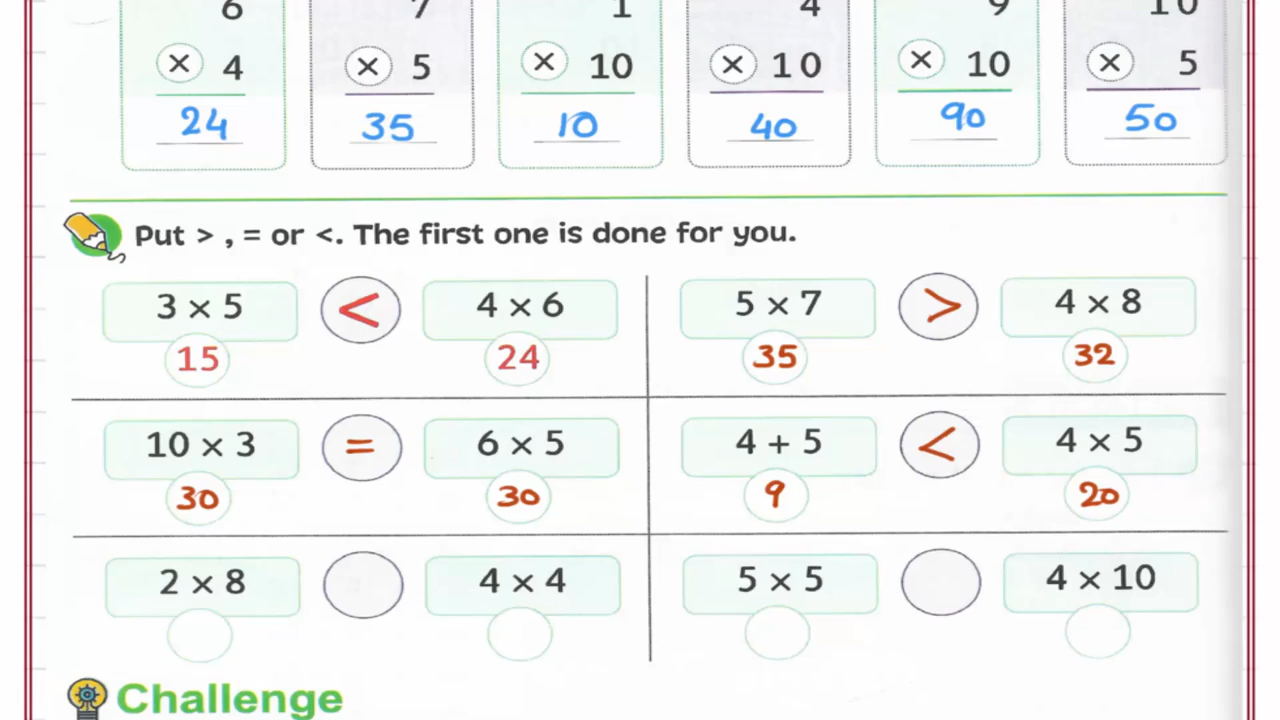 6 7 1 4 9 10
× 4 × 5 × 10 × 10 × 10 × 5
24 35 10 40 90 50
Put > , = or <. The first one is done for you.
3 × 5 < 4 × 6 5 × 7 > 4 × 8
15 24 35 32
10 × 3 = 6 × 5 4 + 5 < 4 × 5
30 30 9 20
2 × 8 4 × 4 5 × 5 4 × 10
Challenge